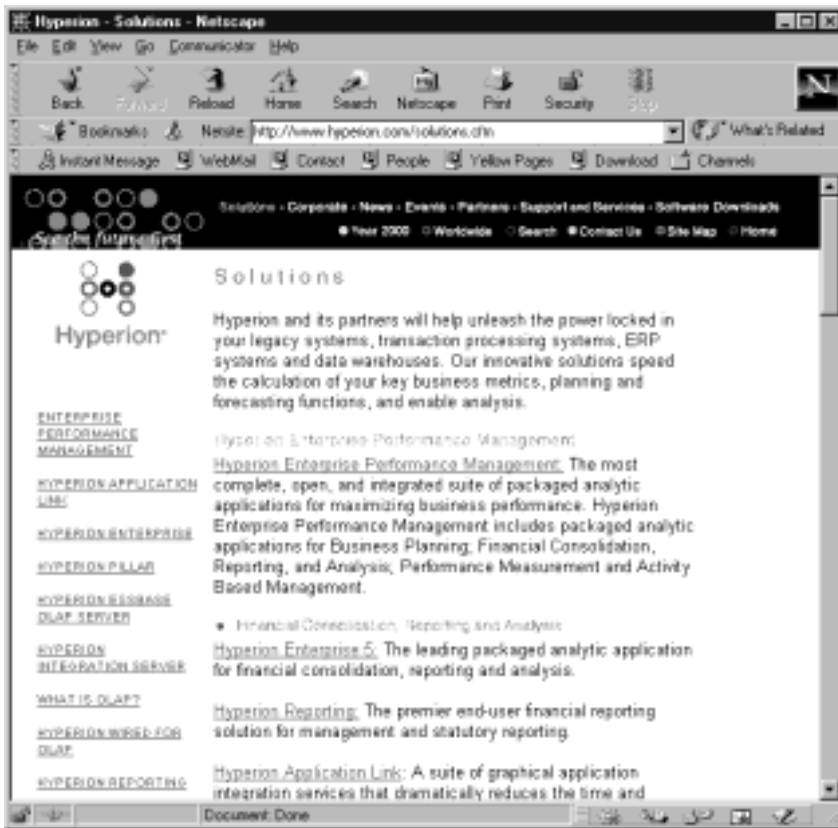 Hyperion - Solutions - Netscape
File Edit View Go Communicator Help
Back Forward Reload Home Search Netscape Print Security Stop
Bookmarks Netsite: http://www.hyperion.com/solutions.cfm What's Related
Instant Message WebMail Contact People Yellow Pages Download Channels
Solutions - Corporate - News - Events - Partners - Support and Services - Software Downloads
Year 2000 Worldwide Search Contact Us Site Map Home
See the future first
Hyperion
ENTERPRISE
PERFORMANCE
MANAGEMENT
HYPERION APPLICATION
LINK
HYPERION ENTERPRISE
HYPERION PILLAR
HYPERION ESSBASE
OLAP SERVER
HYPERION
INTEGRATION SERVER
WHAT IS OLAP?
HYPERION WIRED FOR
OLAP
HYPERION REPORTING
Solutions
Hyperion and its partners will help unleash the power locked in
your legacy systems, transaction processing systems, ERP
systems and data warehouses. Our innovative solutions speed
the calculation of your key business metrics, planning and
forecasting functions, and enable analysis.
Hyperion Enterprise Performance Management
Hyperion Enterprise Performance Management: The most
complete, open, and integrated suite of packaged analytic
applications for maximizing business performance. Hyperion
Enterprise Performance Management includes packaged analytic
applications for Business Planning; Financial Consolidation,
Reporting, and Analysis; Performance Measurement and Activity
Based Management.
• Financial Consolidation, Reporting and Analysis
Hyperion Enterprise 5: The leading packaged analytic application
for financial consolidation, reporting and analysis.
Hyperion Reporting: The premier end-user financial reporting
solution for management and statutory reporting.
Hyperion Application Link: A suite of graphical application
integration services that dramatically reduces the time and
Document: Done